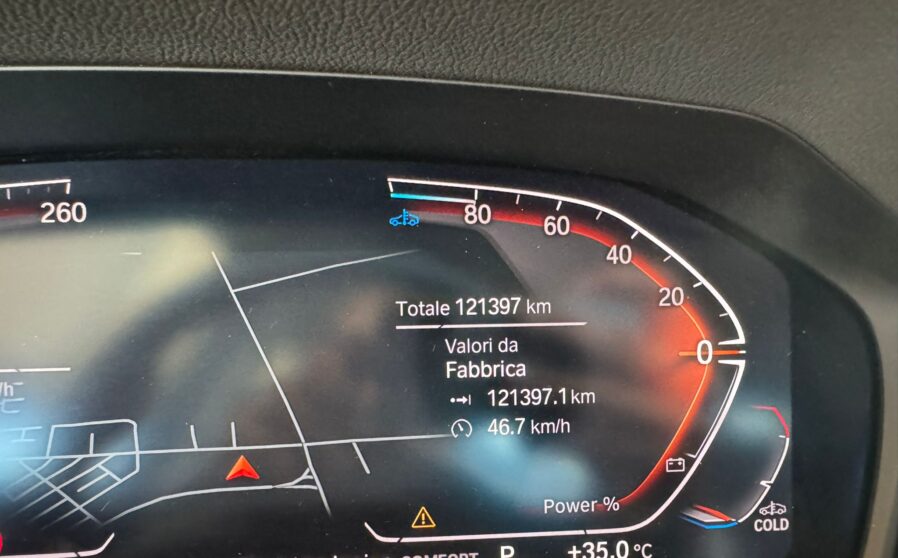 260
80
60
40
20
0
Totale 121397 km
Valori da
Fabbrica
121397.1 km
46.7 km/h
Power %
COLD
COMFORT P +35.0 °C